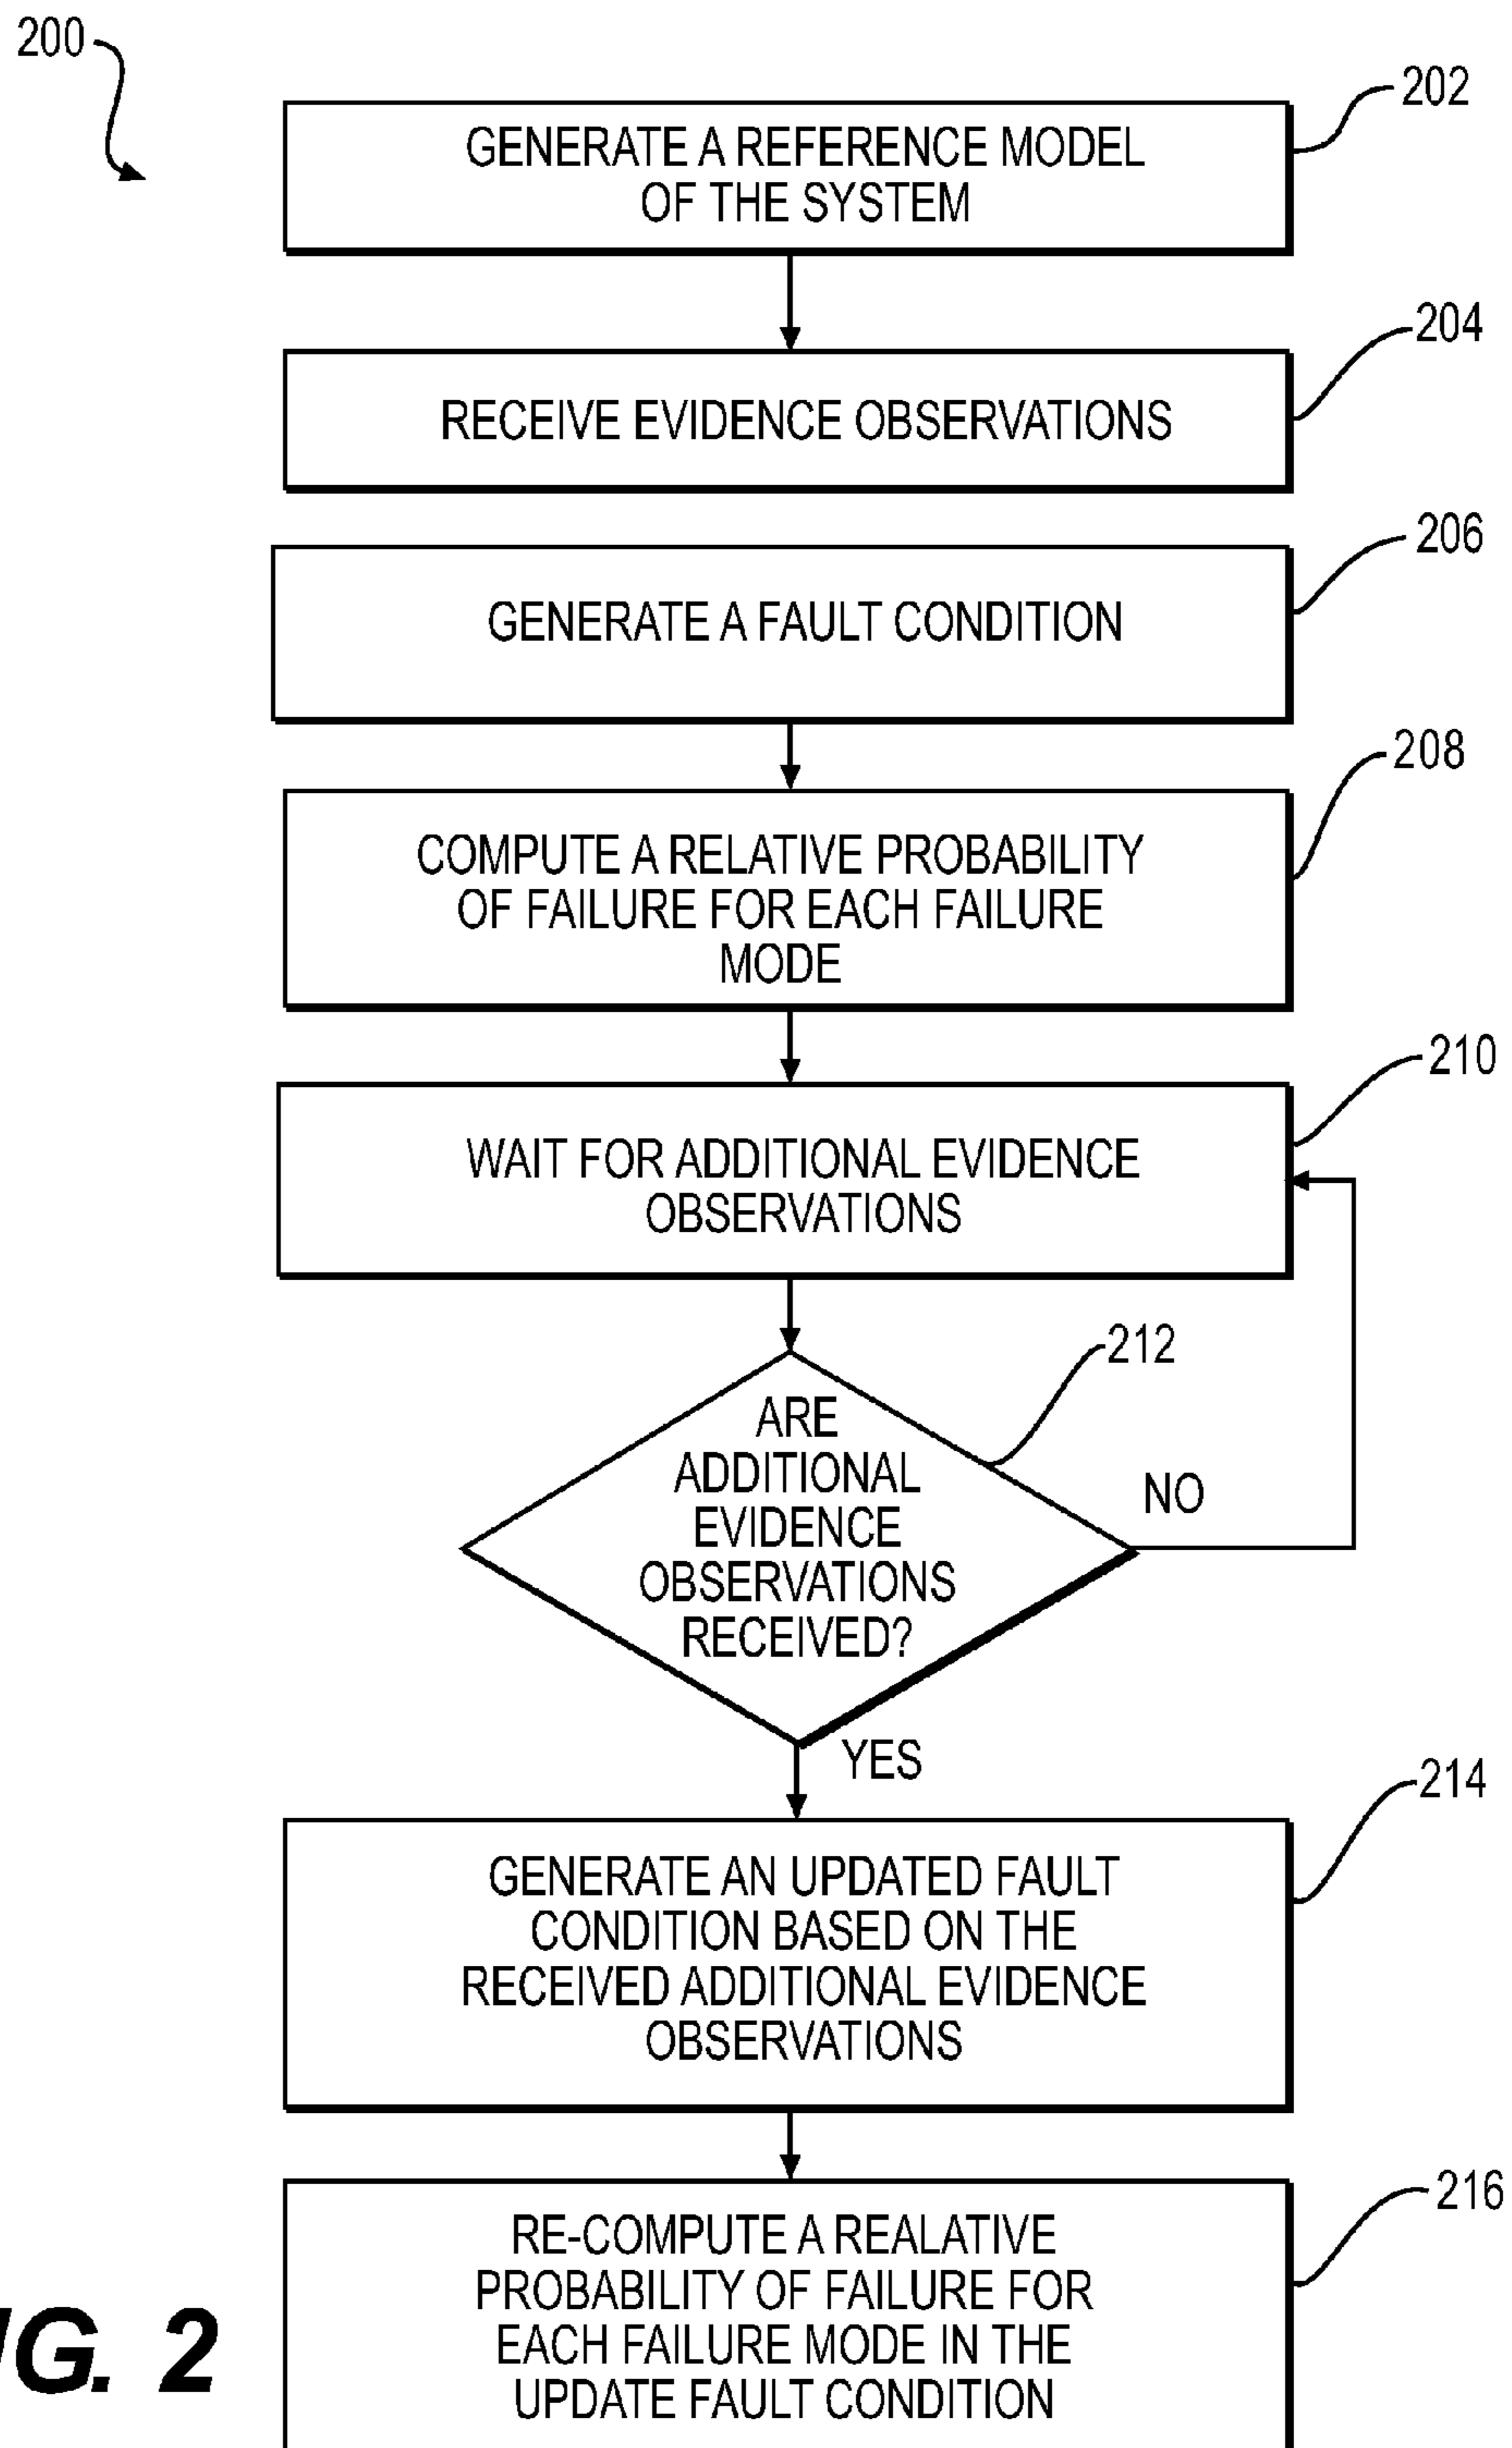 200
202
GENERATE A REFERENCE MODEL
OF THE SYSTEM
204
RECEIVE EVIDENCE OBSERVATIONS
206
GENERATE A FAULT CONDITION
208
COMPUTE A RELATIVE PROBABILITY
OF FAILURE FOR EACH FAILURE
MODE
210
WAIT FOR ADDITIONAL EVIDENCE
OBSERVATIONS
212
ARE
ADDITIONAL
EVIDENCE
OBSERVATIONS
RECEIVED?
NO
YES
214
GENERATE AN UPDATED FAULT
CONDITION BASED ON THE
RECEIVED ADDITIONAL EVIDENCE
OBSERVATIONS
216
RE-COMPUTE A REALATIVE
PROBABILITY OF FAILURE FOR
EACH FAILURE MODE IN THE
UPDATE FAULT CONDITION
IG. 2